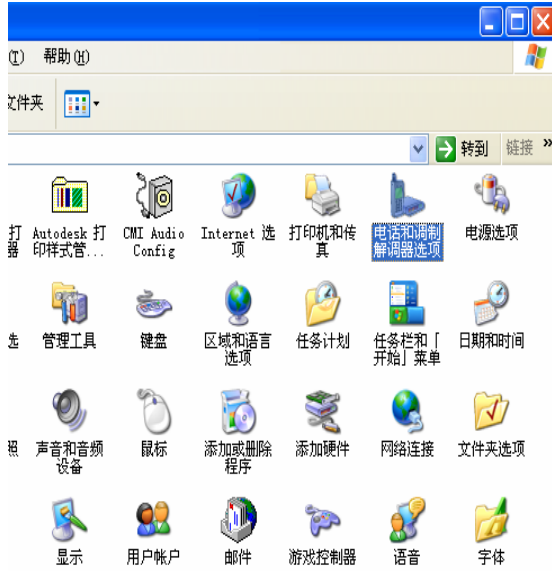 (T) 帮助(H)
文件夹
转到 链接 »
打 Autodesk 打 CMI Audio Internet 选 打印机和传 电话和调制 电源选项
器 印样式管... Config 项 真 解调器选项
选 管理工具 键盘 区域和语言 任务计划 任务栏和「 日期和时间
选项 开始」菜单
照 声音和音频 鼠标 添加或删除 添加硬件 网络连接 文件夹选项
设备 程序
显示 用户帐户 邮件 游戏控制器 语音 字体